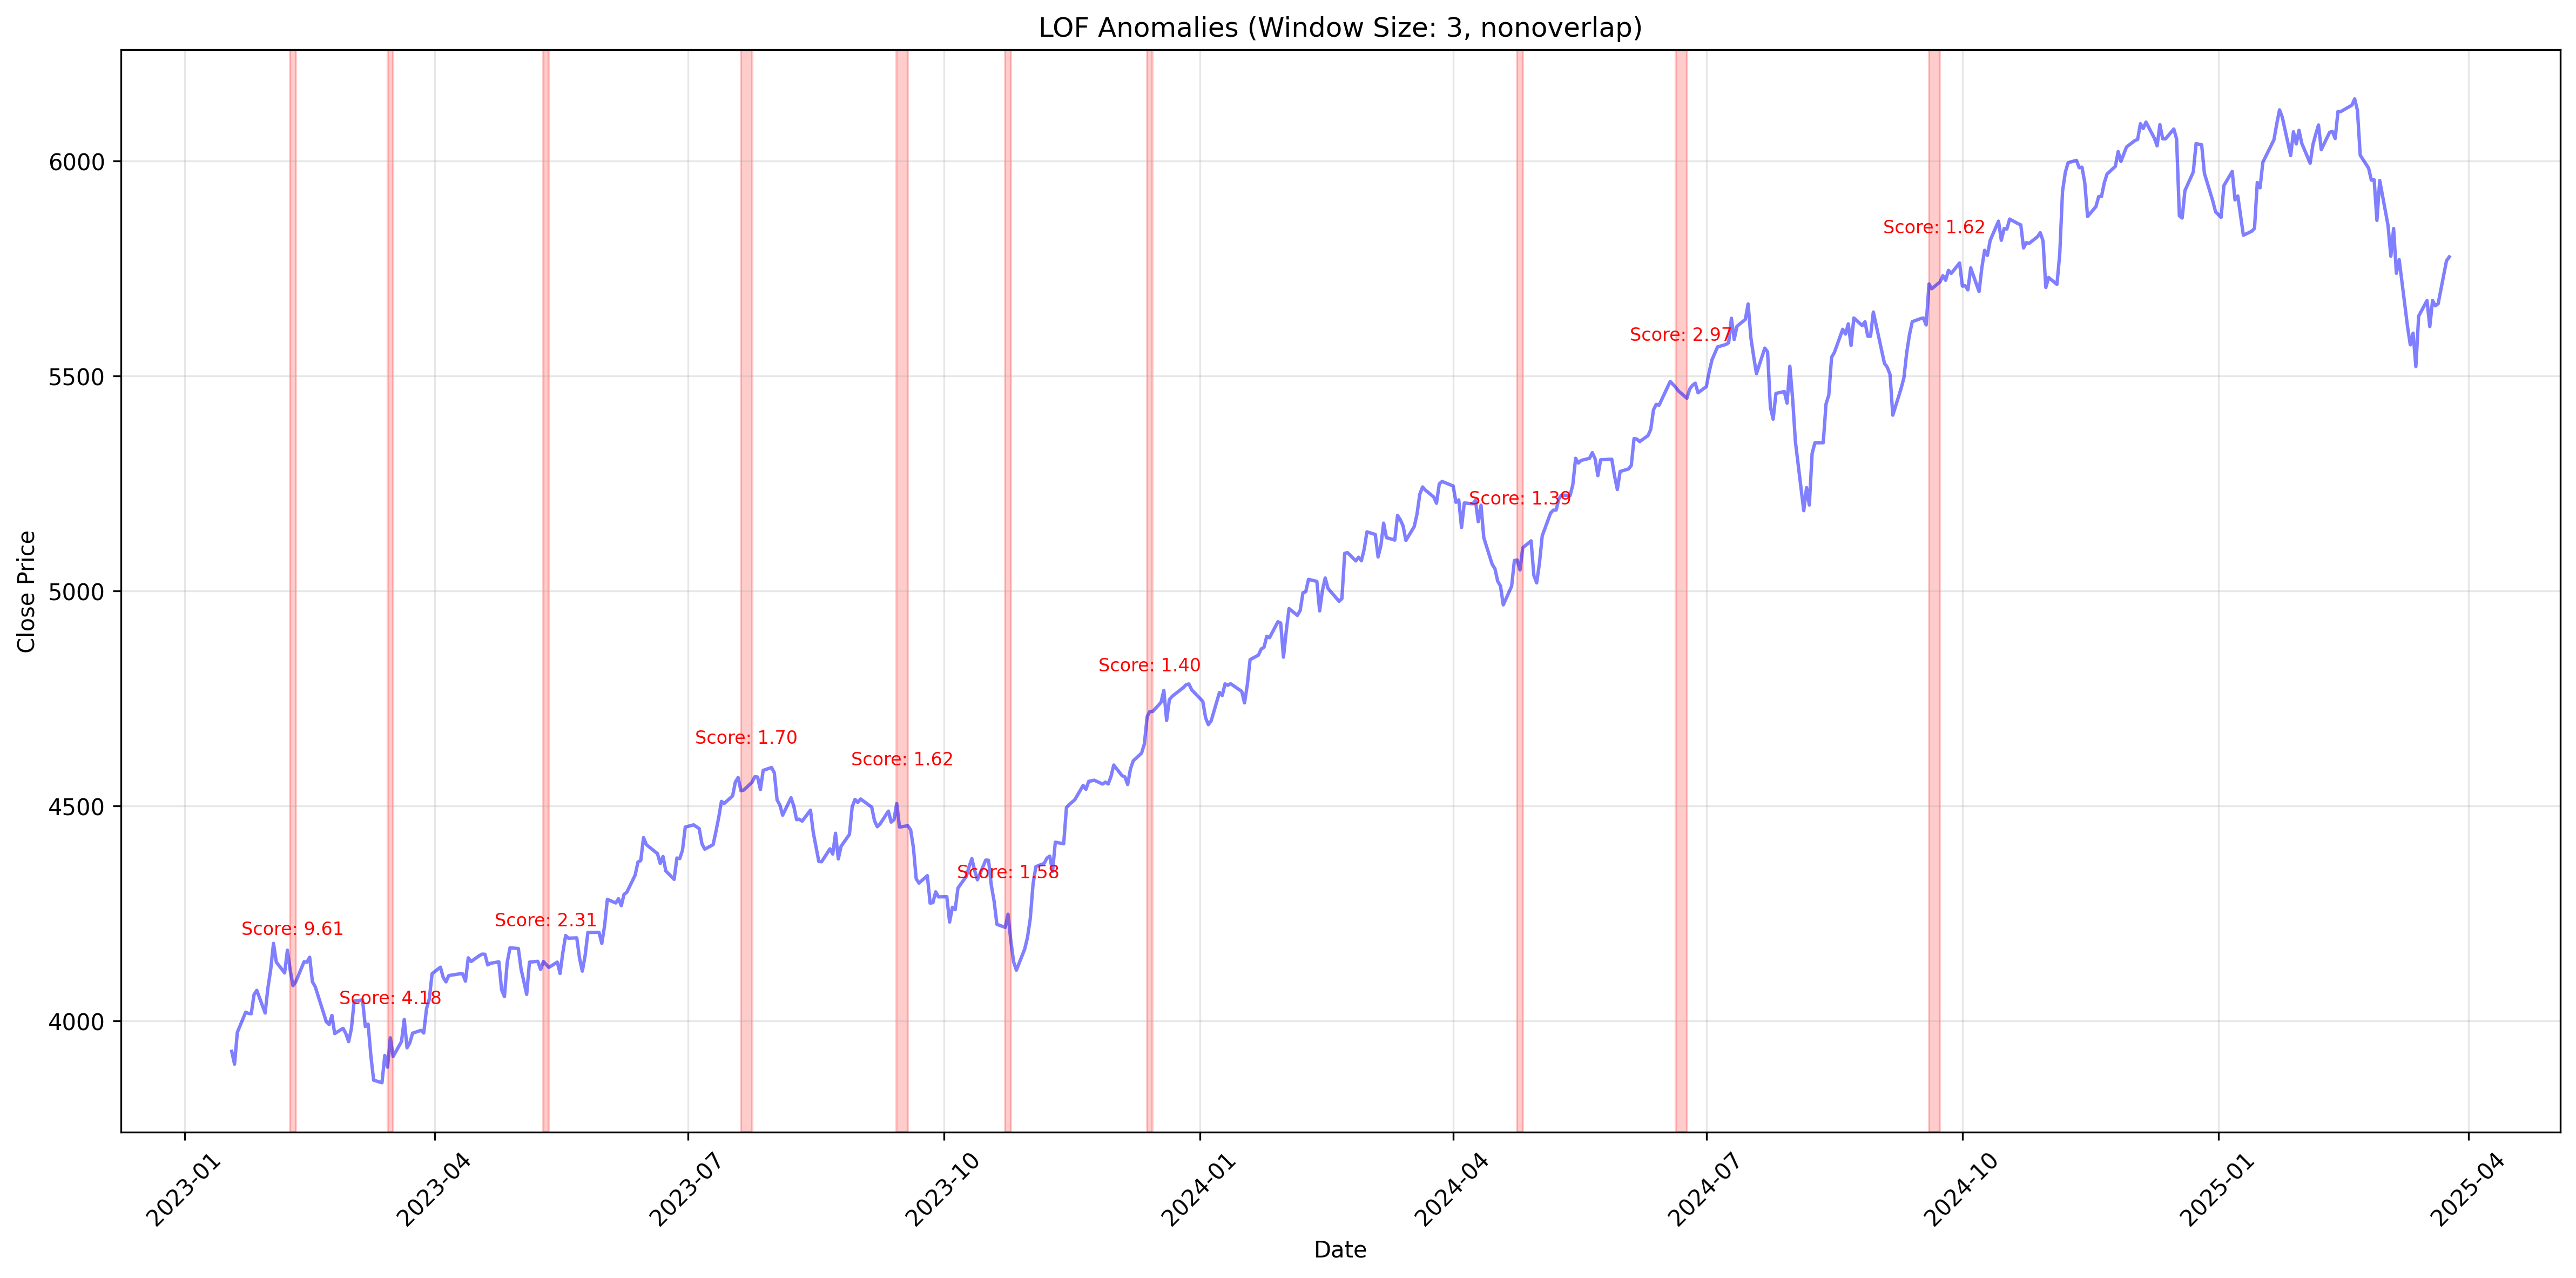 LOF Anomalies (Window Size: 3, nonoverlap)
Close Price
6000
5500
5000
4500
4000
Score: 9.61
Score: 4.18
Score: 2.31
Score: 1.70
Score: 1.62
Score: 1.58
Score: 1.40
Score: 1.39
Score: 2.97
Score: 1.62
2023-01
2023-04
2023-07
2023-10
2024-01
2024-04
2024-07
2024-10
2025-01
2025-04
Date